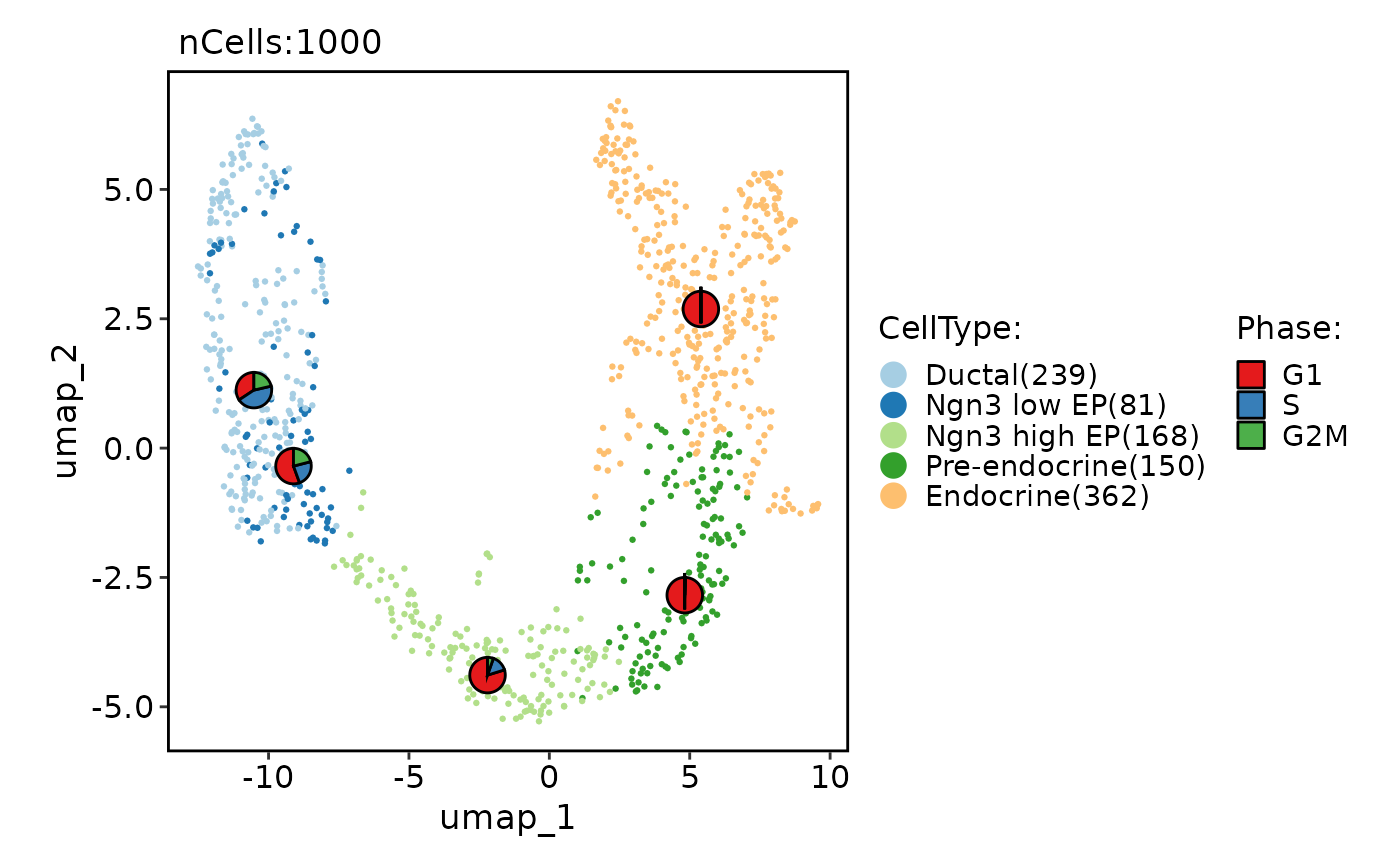 nCells:1000
5.0
2.5
0.0
-2.5
-5.0
umap_2
-10 -5 0 5 10
umap_1
CellType:
Ductal(239)
Ngn3 low EP(81)
Ngn3 high EP(168)
Pre-endocrine(150)
Endocrine(362)
Phase:
G1
S
G2M